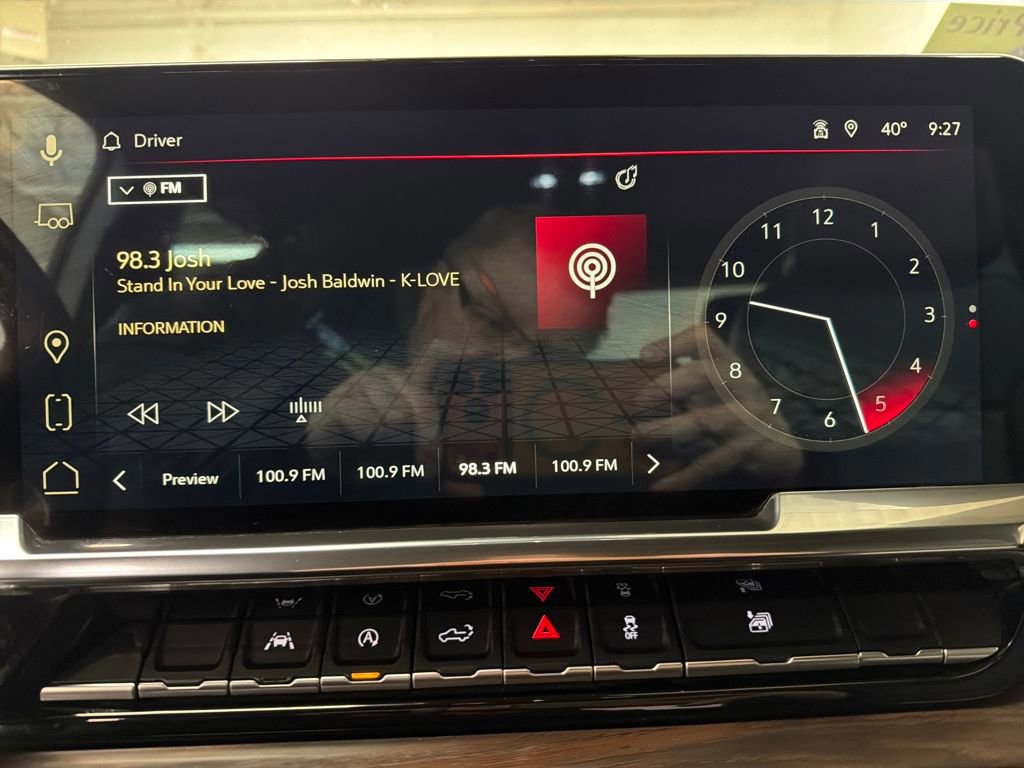 Price
Driver
40° 9:27
FM
98.3 Josh
Stand In Your Love - Josh Baldwin - K-LOVE
INFORMATION
12
11 1
10 2
9 3
8 4
7 5
6
Preview 100.9 FM 100.9 FM 98.3 FM 100.9 FM
A OFF